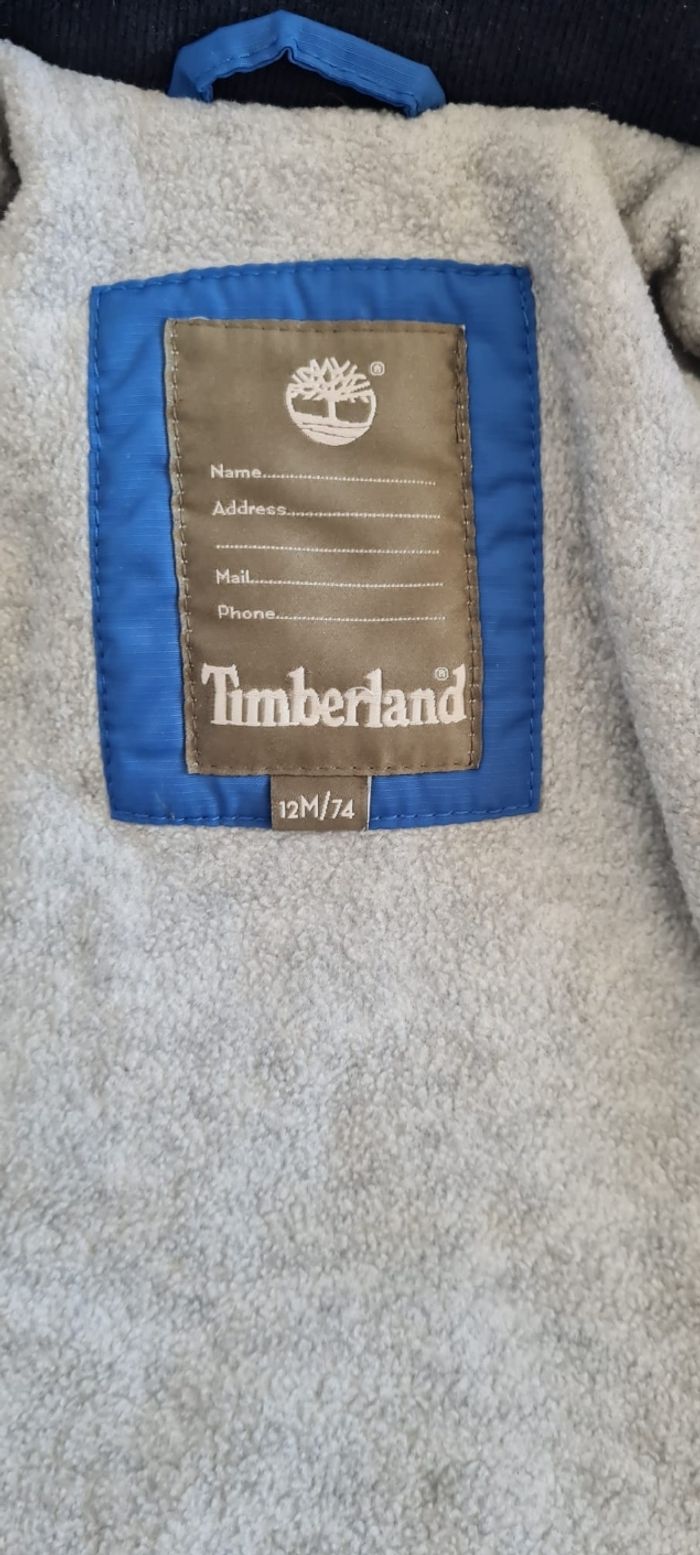 ®
Name
Address
Mail
Phone
Timberland®
12M/74